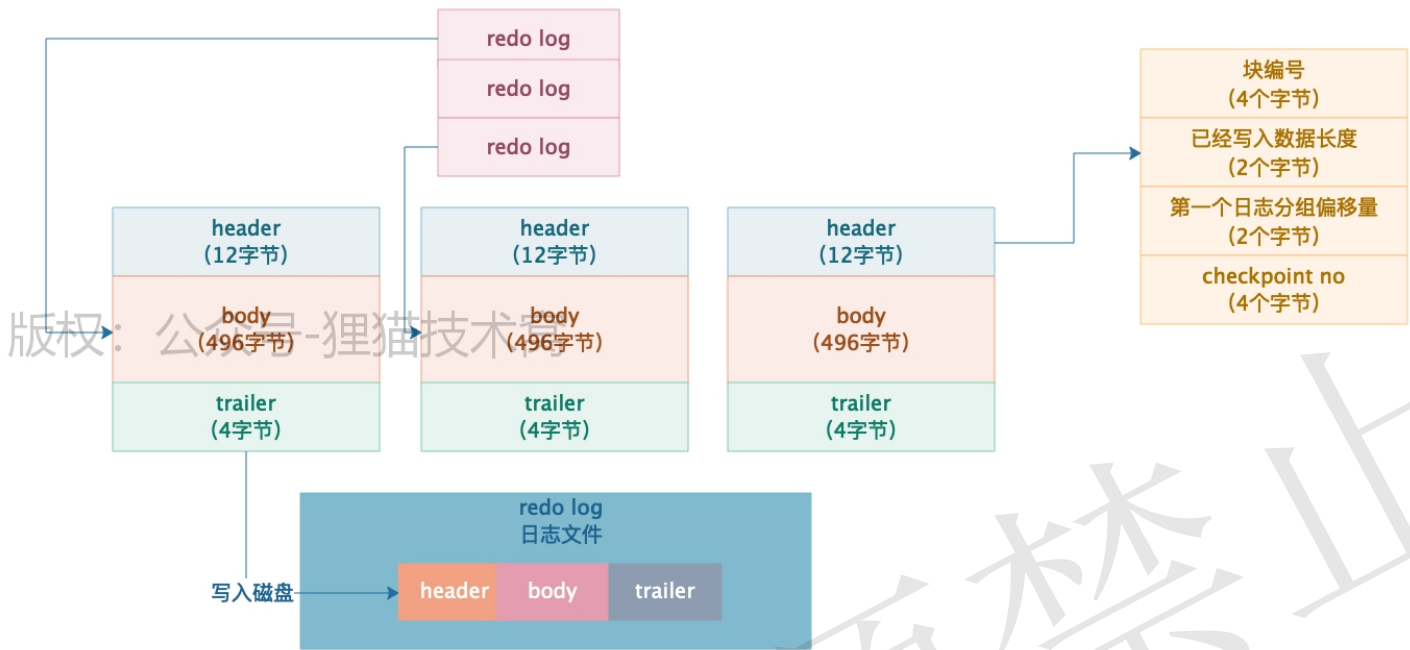 redo log
redo log
redo log
块编号
(4个字节)
已经写入数据长度
(2个字节)
第一个日志分组偏移量
(2个字节)
checkpoint no
(4个字节)
header
(12字节)
body
(496字节)
trailer
(4字节)
header
(12字节)
body
(496字节)
trailer
(4字节)
header
(12字节)
body
(496字节)
trailer
(4字节)
版权：公众号-狸猫技术窝
redo log
日志文件
写入磁盘
header
body
trailer
严禁止